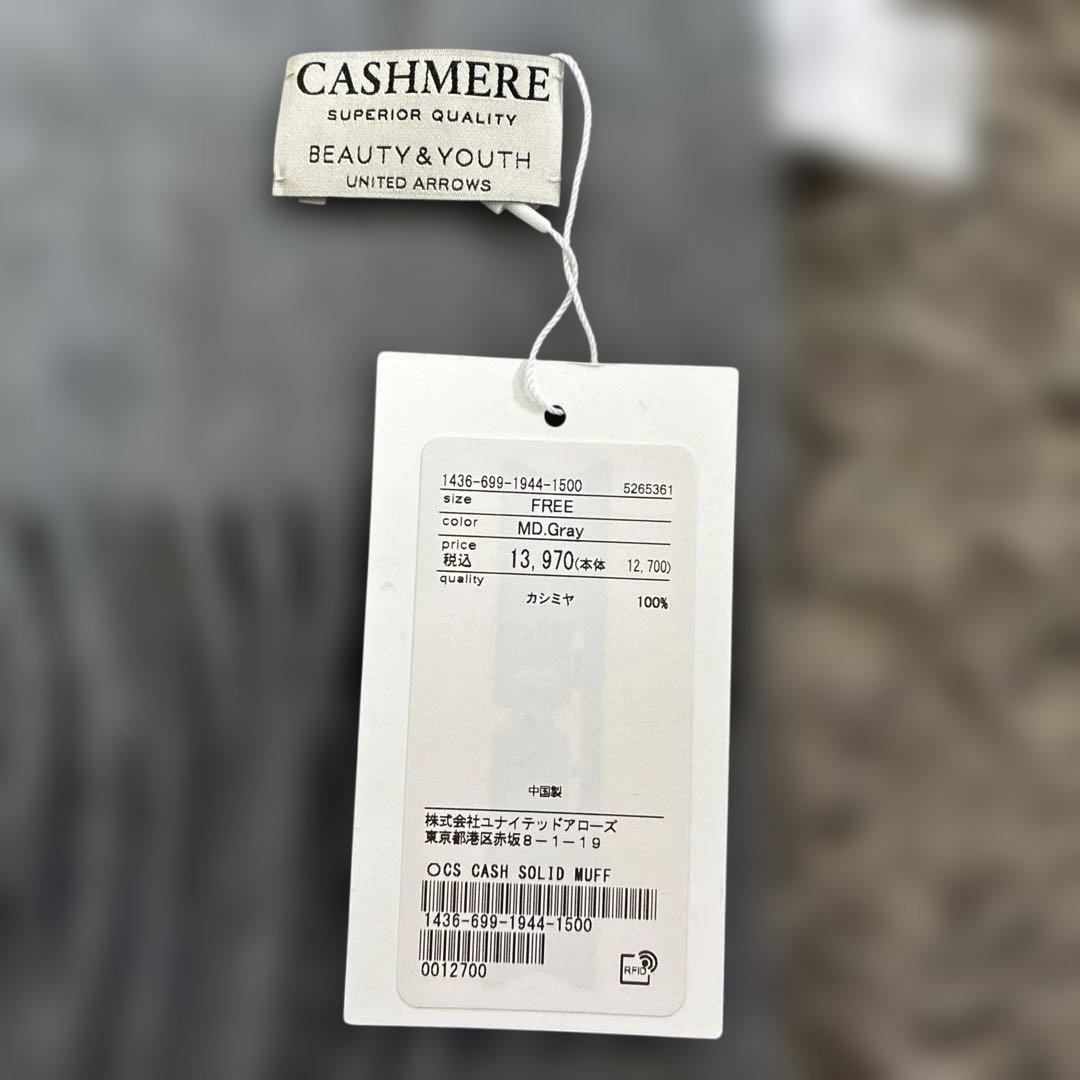 CASHMERE
SUPERIOR QUALITY
BEAUTY&YOUTH
UNITED ARROWS
1436-699-1944-1500 5265361
size FREE
color MD.Gray
price
税込 13,970(本体 12,700)
quality
カシミヤ 100%
中国製
株式会社ユナイテッドアローズ
東京都港区赤坂8-1-19
〇CS CASH SOLID MUFF
1436-699-1944-1500
0012700
RFID